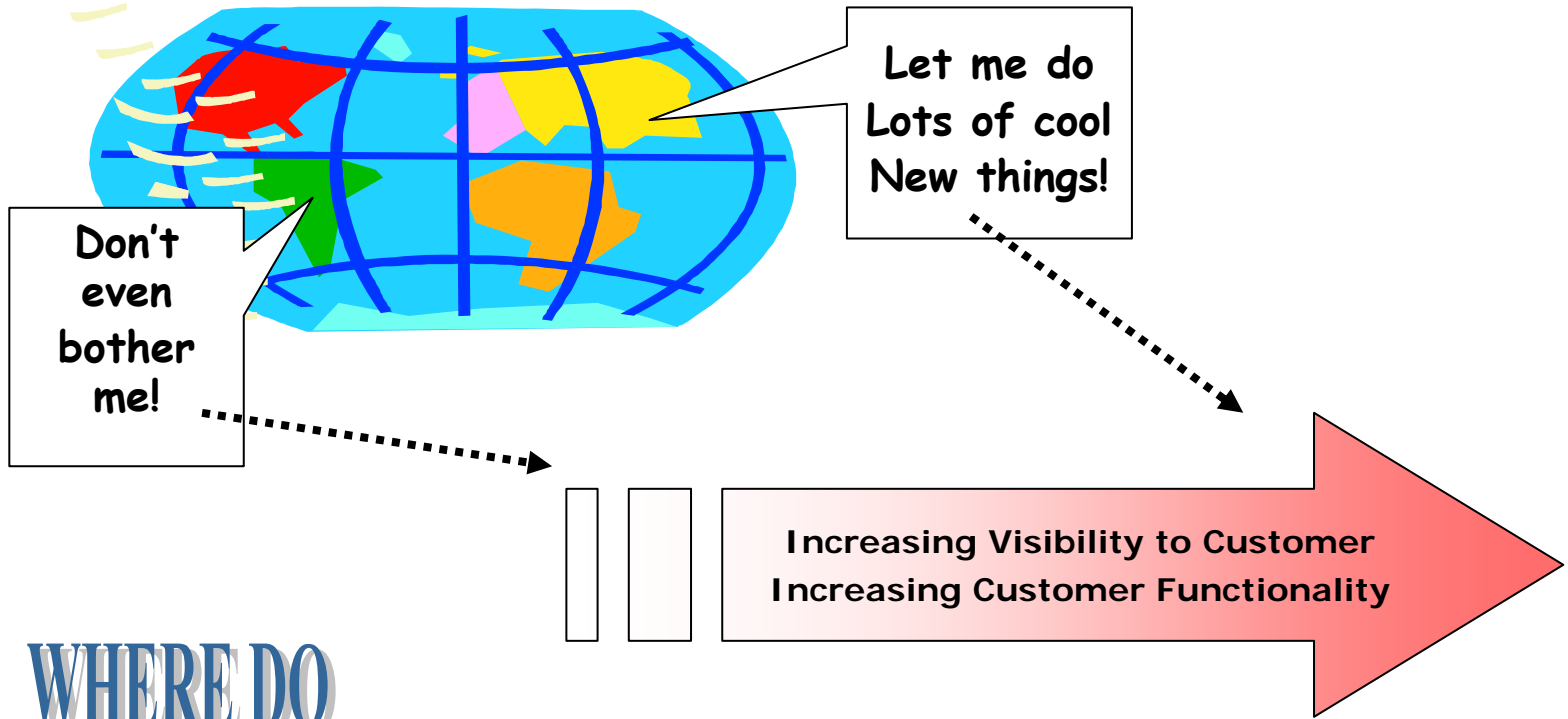 Let me do
Lots of cool
New things!
Don't
even
bother
me!
Increasing Visibility to Customer
Increasing Customer Functionality
WHERE DO